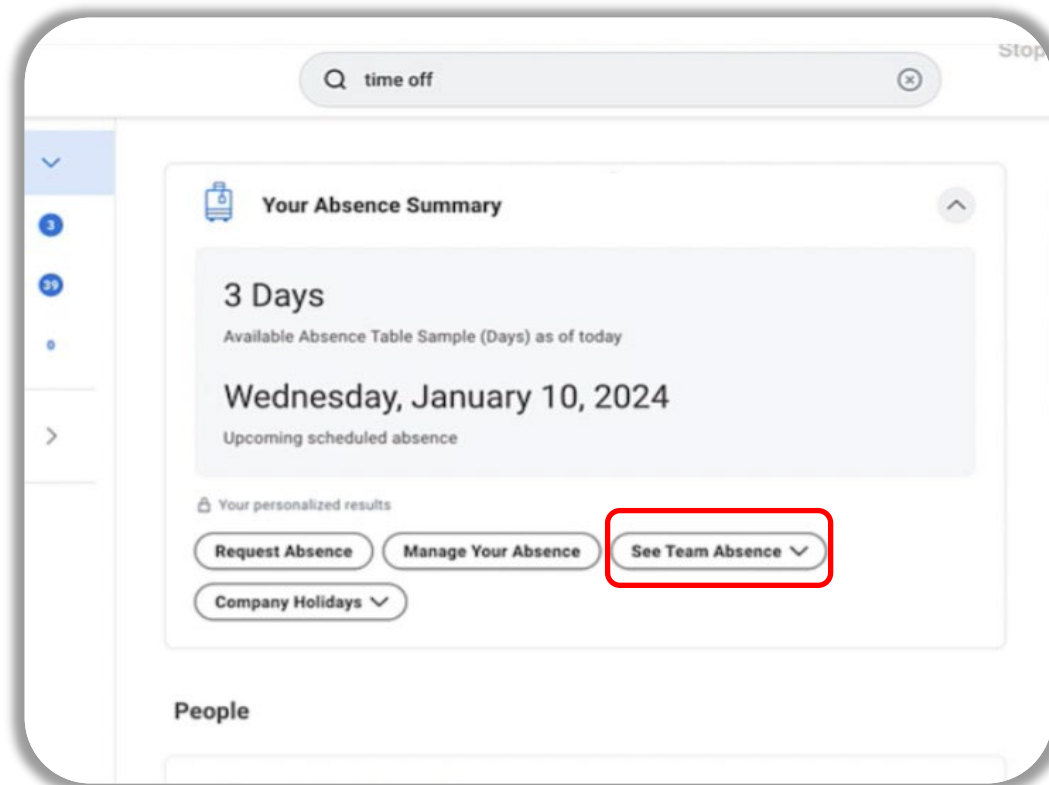 Stop
time off
3
39
0
Your Absence Summary
3 Days
Available Absence Table Sample (Days) as of today
Wednesday, January 10, 2024
Upcoming scheduled absence
Your personalized results
Request Absence
Manage Your Absence
See Team Absence
Company Holidays
People